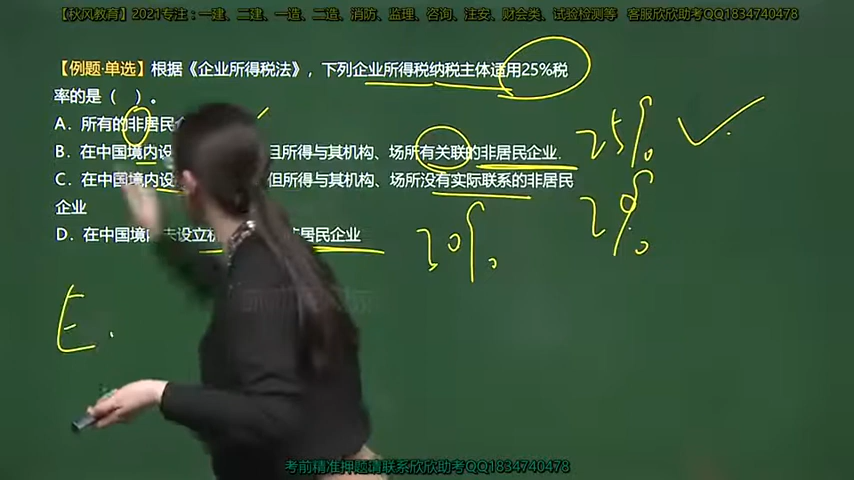 【秋风教育】2021专注：一建、二建、一造、二造、消防、监理、咨询、注安、财会类、试验检测等 客服欣欣助考QQ1834740478
【例题·单选】根据《企业所得税法》，下列企业所得税纳税主体适用25%税
率的是（ ）。
A．所有的非居民企
B．在中国境内设 且所得与其机构、场所有关联的非居民企业
25% ✓
C．在中国境内设 但所得与其机构、场所没有实际联系的非居民
企业
20%
D．在中国境内未设立机 非居民企业
20%
E.
考前精准押题请联系欣欣助考QQ1834740478